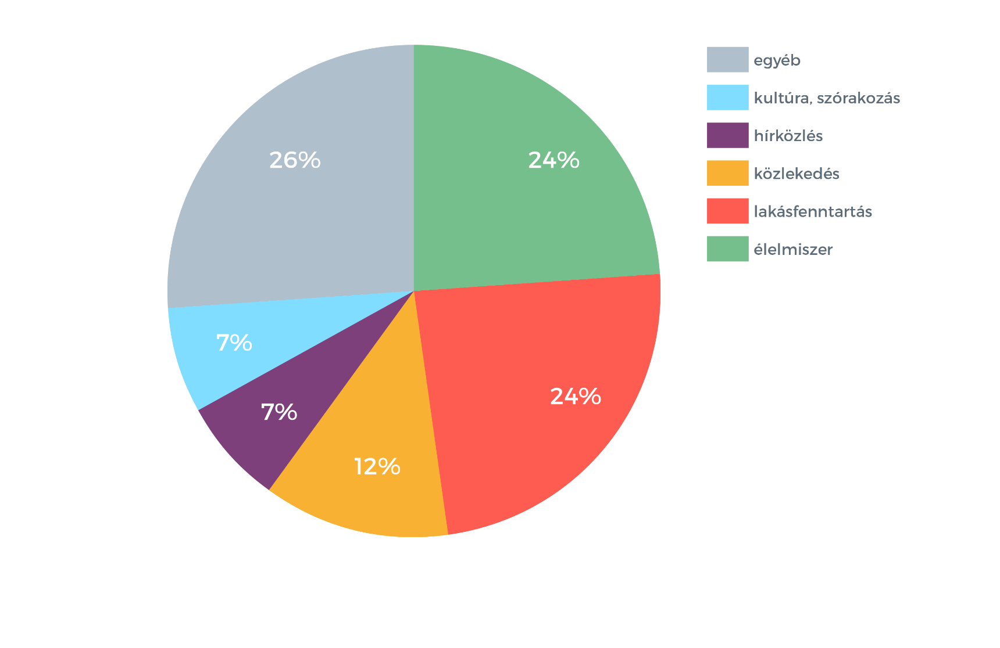 26%
24%
7%
7%
12%
24%
egyéb
kultúra, szórakozás
hírközlés
közlekedés
lakásfenntartás
élelmiszer